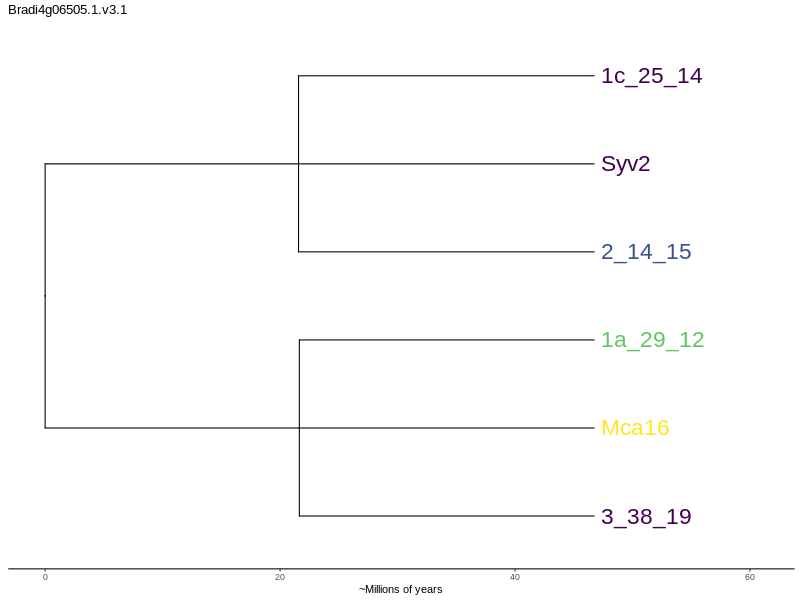 Bradi4g06505.1.v3.1
1c_25_14
Syv2
2_14_15
1a_29_12
Mca16
3_38_19
0 20 40 60
~Millions of years